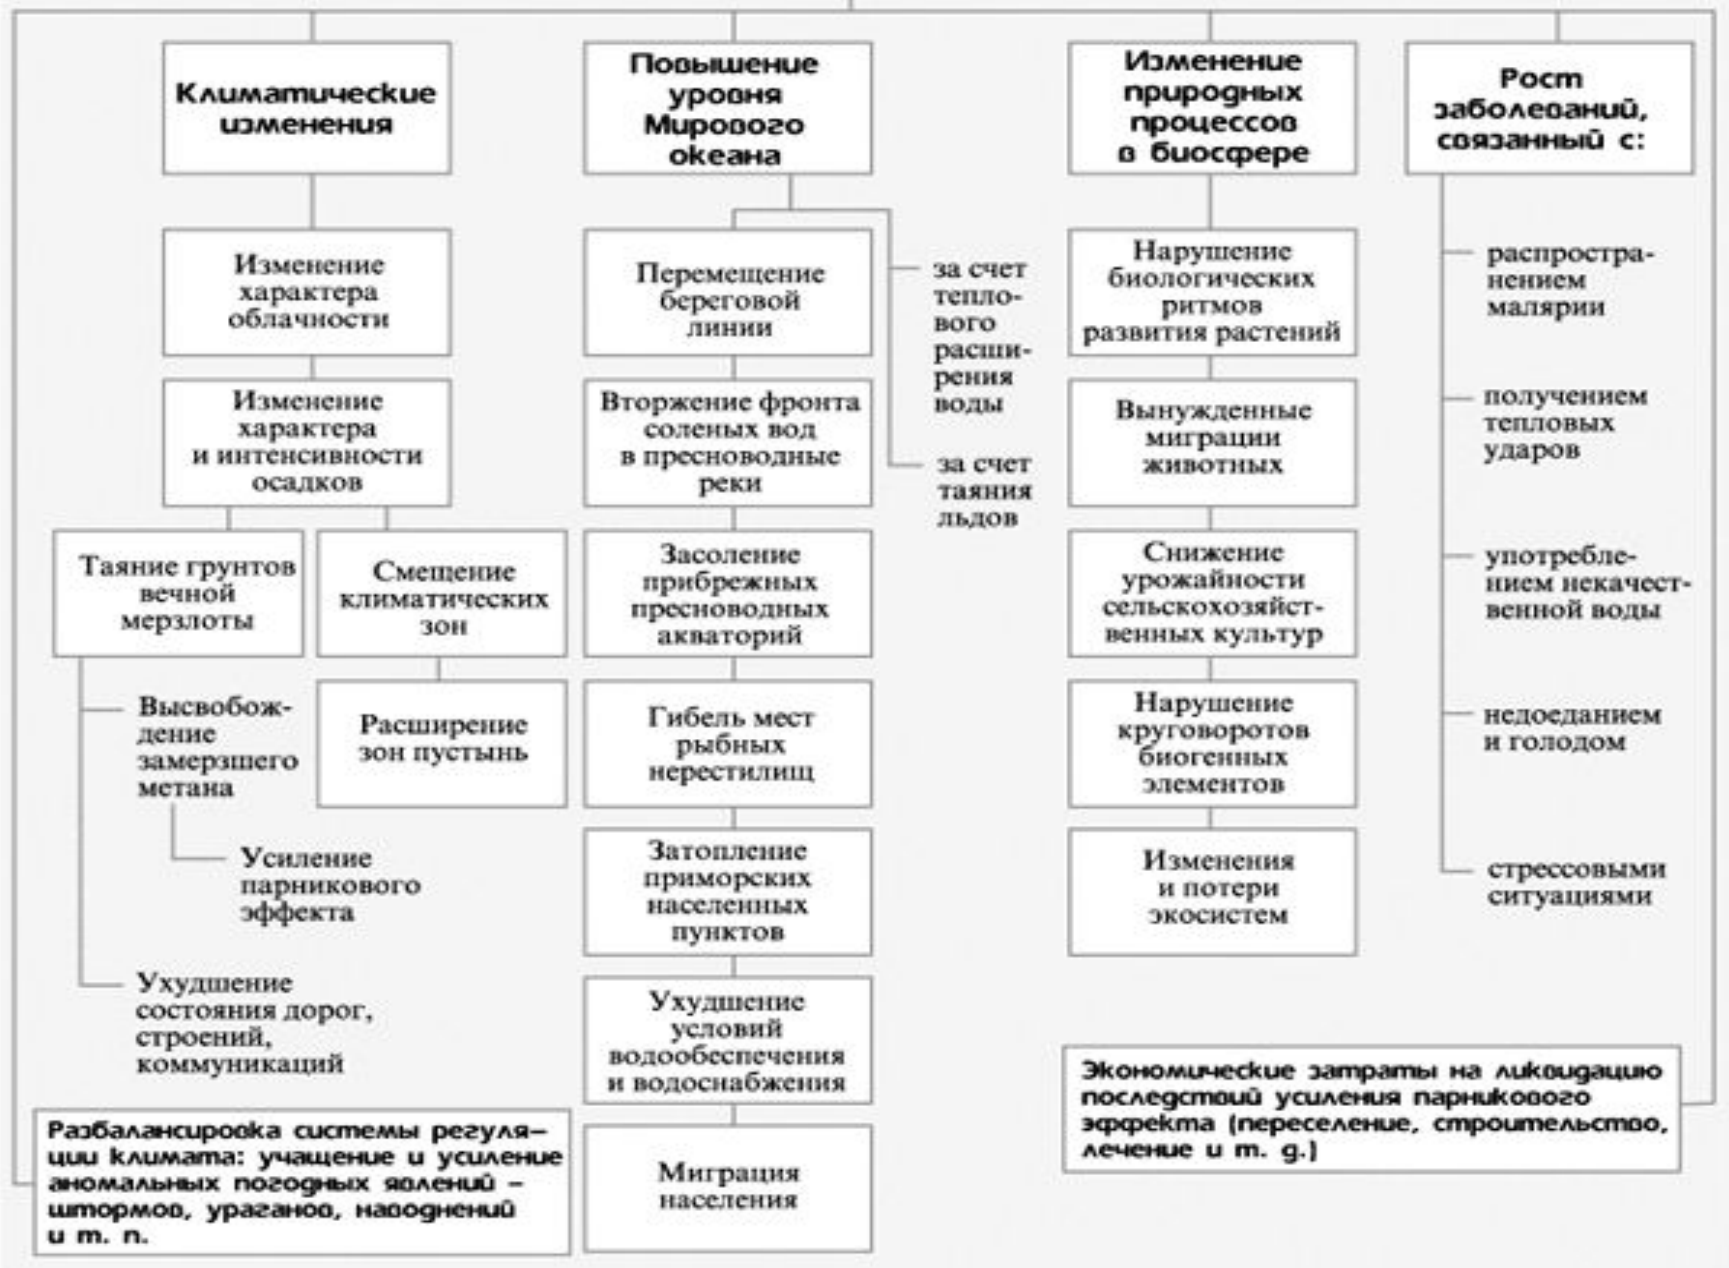 Климатические
изменения
Повышение
уровня
Мирового
океана
Изменение
природных
процессов
в биосфере
Рост
заболеваний,
связанный с:
Изменение
характера
облачности
Изменение
характера
и интенсивности
осадков
Таяние грунтов
вечной
мерзлоты
Высвобож-
дение
замерзшего
метана
Усиление
парникового
эффекта
Ухудшение
состояния дорог,
строений,
коммуникаций
Смещение
климатических
зон
Расширение
зон пустынь
Разбалансировка системы регуля-
ции климата: учащение и усиление
аномальных погодных явлений –
штормов, ураганов, наводнений
и т. п.
Перемещение
береговой
линии
Вторжение фронта
соленых вод
в пресноводные
реки
Засоление
прибрежных
пресноводных
акваторий
Гибель мест
рыбных
нерестилищ
Затопление
приморских
населенных
пунктов
Ухудшение
условий
водообеспечения
и водоснабжения
Миграция
населения
за счет
тепло-
вого
расши-
рения
воды
за счет
таяния
льдов
Нарушение
биологических
ритмов
развития растений
Вынужденные
миграции
животных
Снижение
урожайности
сельскохозяйст-
венных культур
Нарушение
круговоротов
биогенных
элементов
Изменения
и потери
экосистем
распростра-
нением
малярии
получением
тепловых
ударов
употребле-
нием некачест-
венной воды
недоеданием
и голодом
стрессовыми
ситуациями
Экономические затраты на ликвидацию
последствий усиления парникового
эффекта (переселение, строительство,
лечение и т. д.)